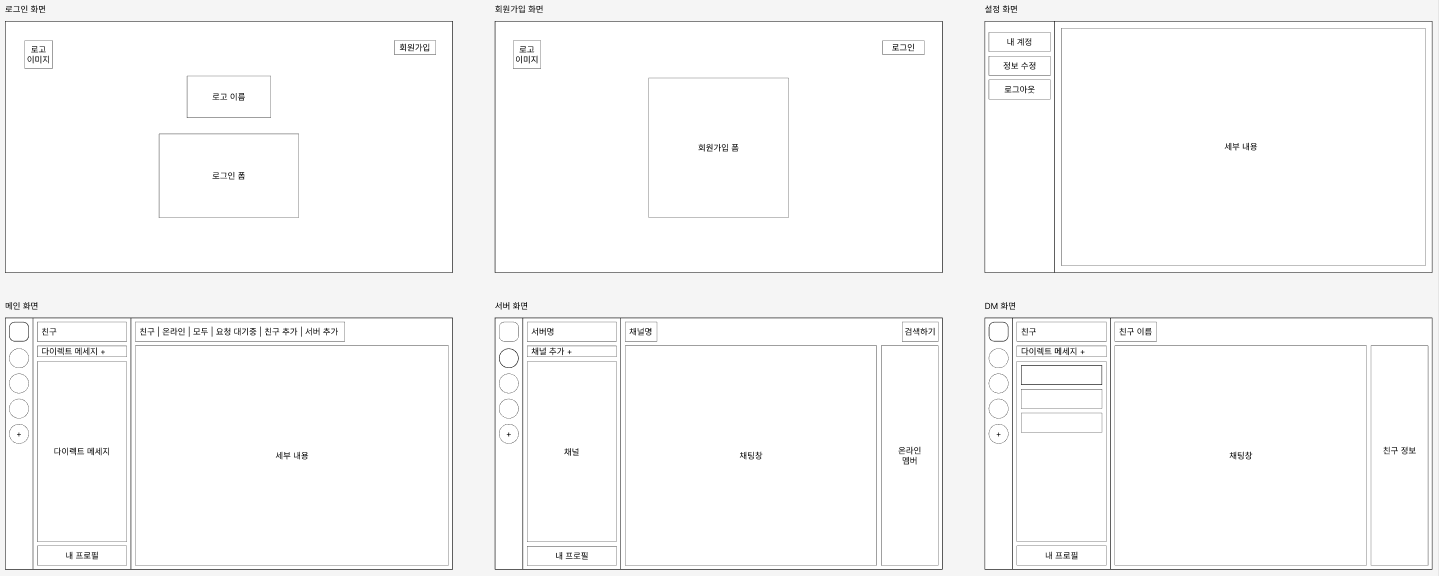 로그인 화면
로고
이미지
회원가입
로고 이름
로그인 폼
회원가입 화면
로고
이미지
로그인
회원가입 폼
설정 화면
내 계정
정보 수정
로그아웃
세부 내용
메인 화면
친구
친구 | 온라인 | 모두 | 요청 대기중 | 친구 추가 | 서버 추가
다이렉트 메세지 +
다이렉트 메세지
세부 내용
+
내 프로필
서버 화면
서버명
채널명
검색하기
채널 추가 +
채널
채팅창
온라인
멤버
+
내 프로필
DM 화면
친구
친구 이름
다이렉트 메세지 +
+
채팅창
친구 정보
내 프로필